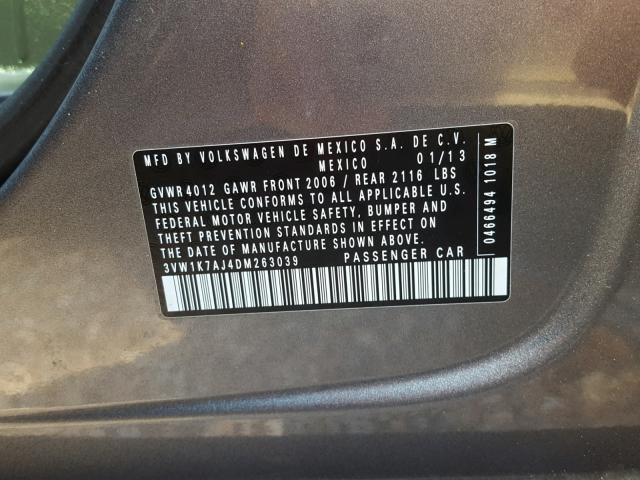 MFD BY VOLKSWAGEN DE MEXICO S.A. DE C.V.
MEXICO 01/13
GVWR 4012 GAWR FRONT 2006 / REAR 2116 LBS
THIS VEHICLE CONFORMS TO ALL APPLICABLE U.S.
FEDERAL MOTOR VEHICLE SAFETY, BUMPER AND
THEFT PREVENTION STANDARDS IN EFFECT ON
THE DATE OF MANUFACTURE SHOWN ABOVE.
3VW1K7AJ4DM263039 PASSENGER CAR
0466494 1018 M